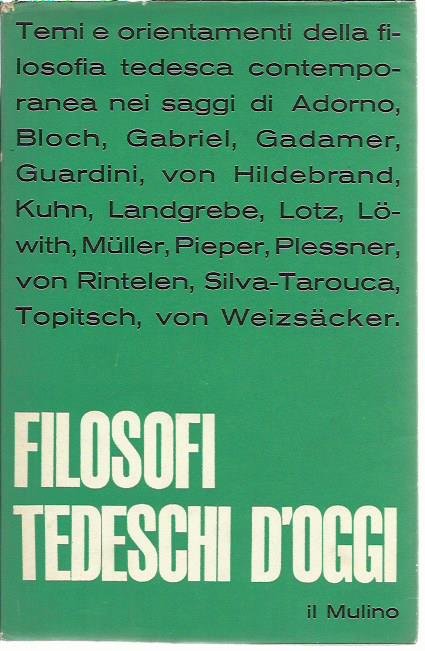 Temi e orientamenti della fi-
losofia tedesca contempo-
ranea nei saggi di Adorno,
Bloch, Gabriel, Gadamer,
Guardini, von Hildebrand,
Kuhn, Landgrebe, Lotz, Lö-
with, Müller, Pieper, Plessner,
von Rintelen, Silva-Tarouca,
Topitsch, von Weizsäcker.
FILOSOFI
TEDESCHI D'OGGI
il Mulino